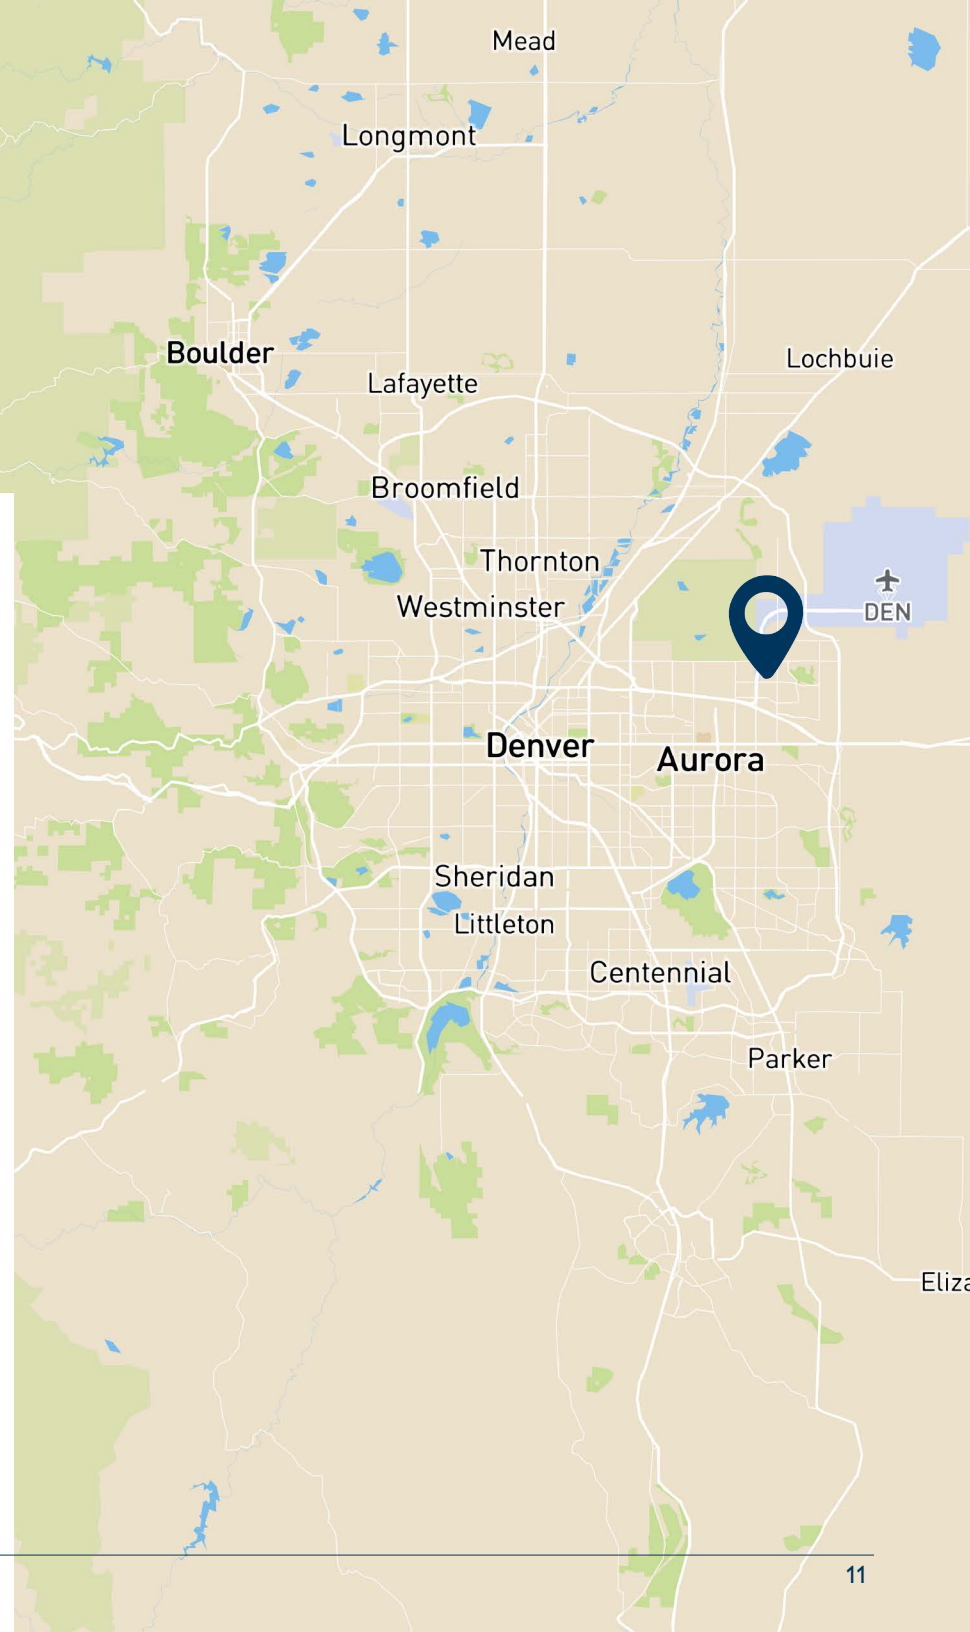 Mead
Longmont
Boulder
Lochbuie
Lafayette
Broomfield
Thornton
Westminster
DEN
Denver
Aurora
Sheridan
Littleton
Centennial
Parker
Eliza
11